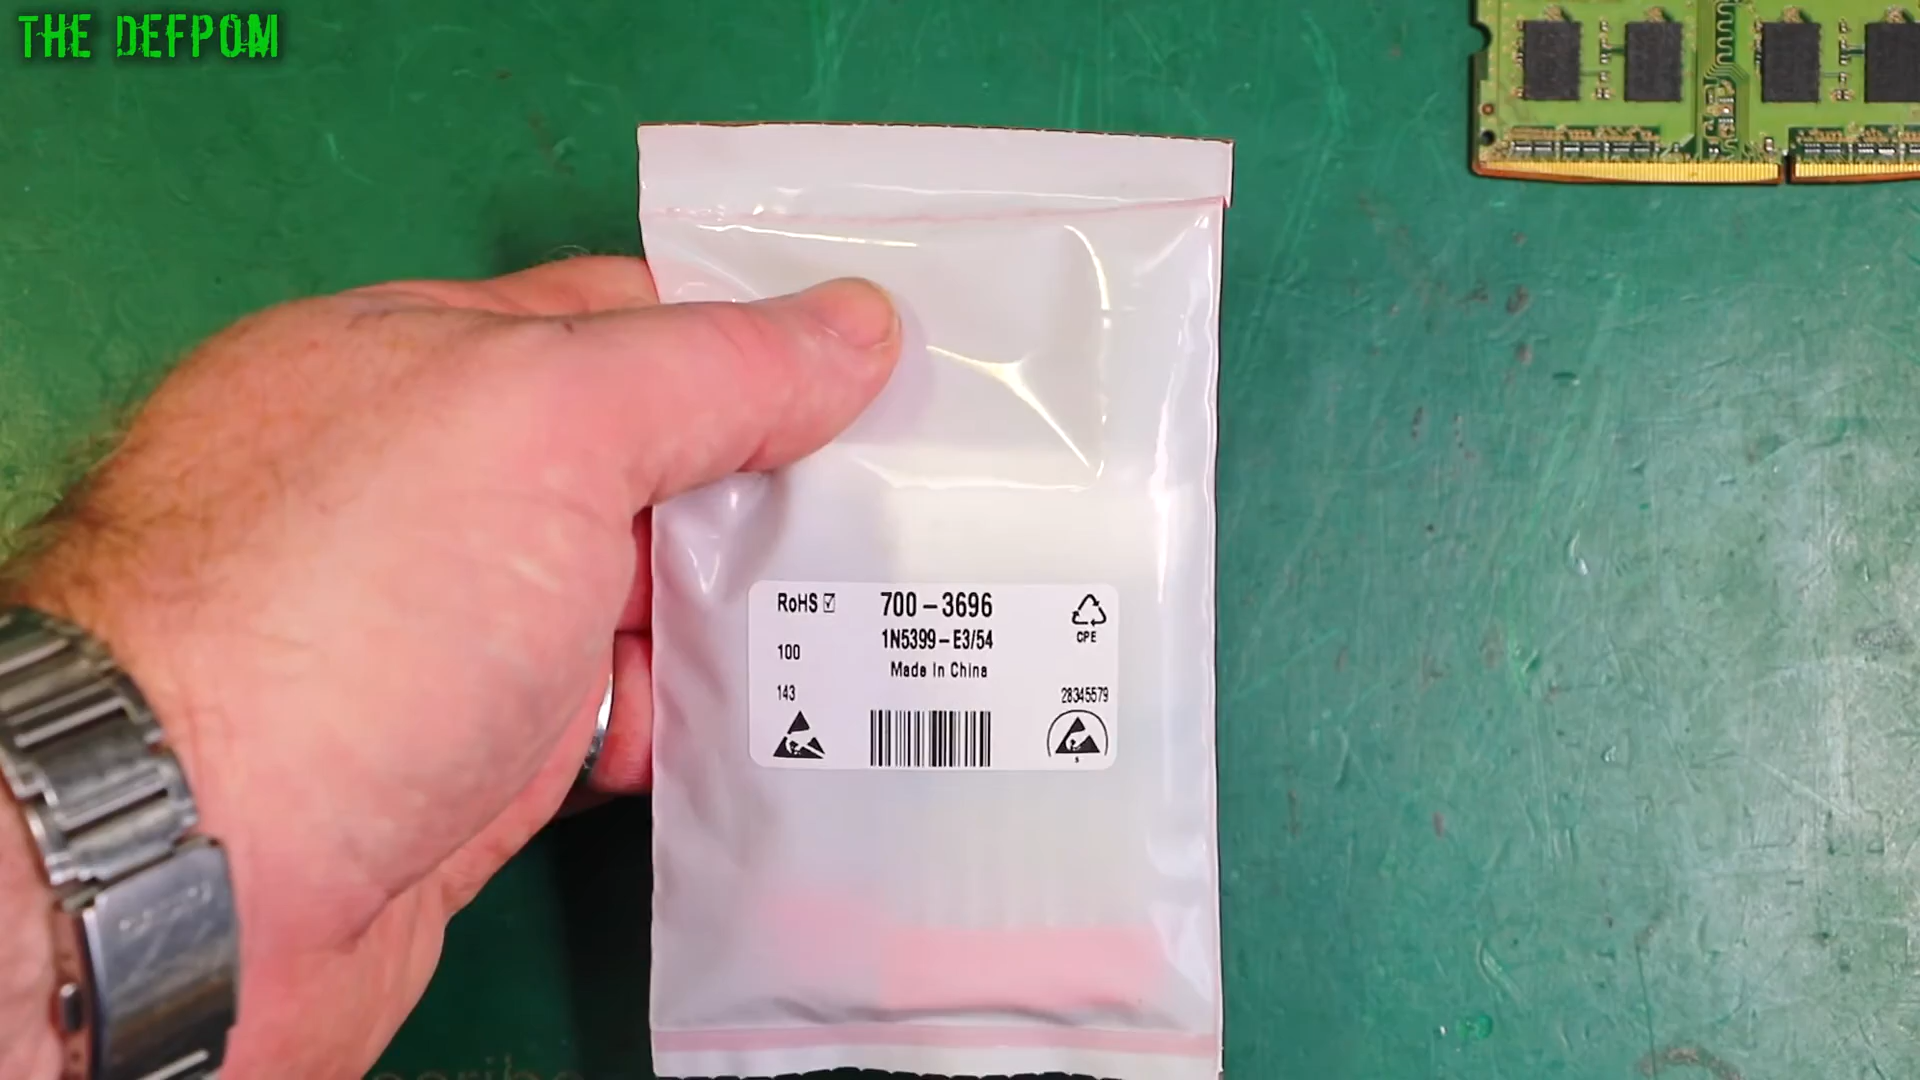 THE DEFPOM
RoHS ☑
700-3696
CPE
1N5399-E3/54
100
Made In China
143
28345579
S